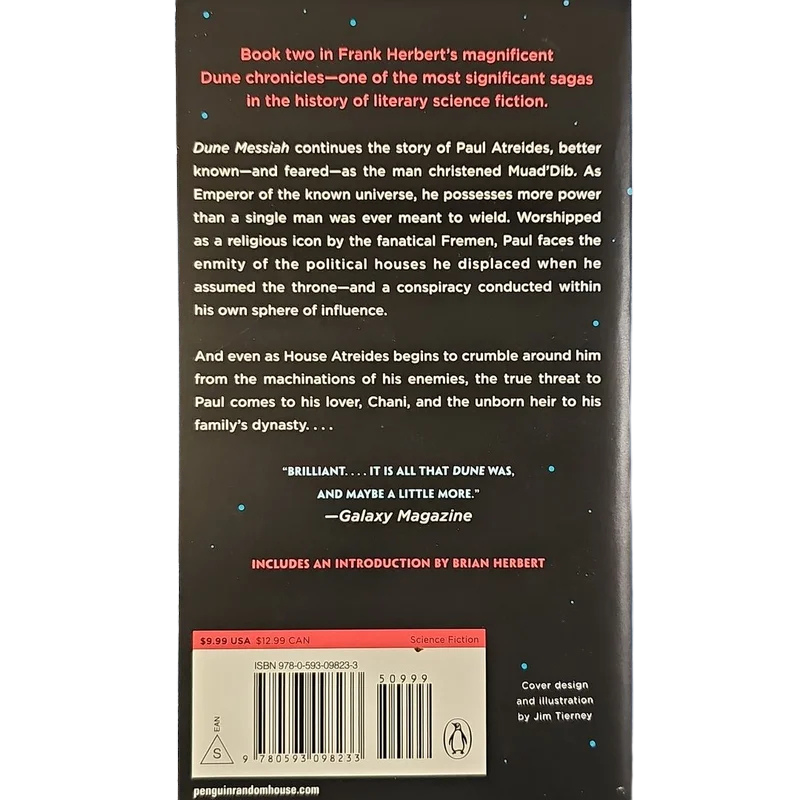 Book two in Frank Herbert's magnificent
Dune chronicles—one of the most significant sagas
in the history of literary science fiction.
Dune Messiah continues the story of Paul Atreides, better
known—and feared—as the man christened Muad'Dib. As
Emperor of the known universe, he possesses more power
than a single man was ever meant to wield. Worshipped
as a religious icon by the fanatical Fremen, Paul faces the
enmity of the political houses he displaced when he
assumed the throne—and a conspiracy conducted within
his own sphere of influence.
And even as House Atreides begins to crumble around him
from the machinations of his enemies, the true threat to
Paul comes to his lover, Chani, and the unborn heir to his
family's dynasty. . . .
"BRILLIANT. . . . IT IS ALL THAT DUNE WAS,
AND MAYBE A LITTLE MORE."
—Galaxy Magazine
INCLUDES AN INTRODUCTION BY BRIAN HERBERT
$9.99 USA $12.99 CAN Science Fiction
ISBN 978-0-593-09823-3
50999
EAN
S
9 780593 098233
Cover design
and illustration
by Jim Tierney
penguinrandomhouse.com